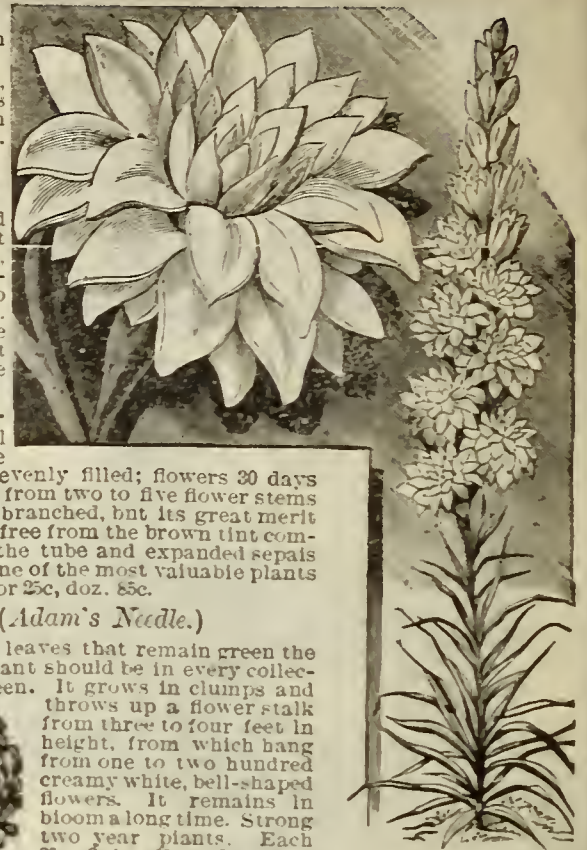 evenly filled; flowers 30 days
from two to five flower stems
branched, bnt its great merit
free from the brown tint com-
the tube and expanded sepais
ne of the most vaiuabie plants
or 25c, doz. 85c.
(Adam's Needle.)
leaves that remain green the
ant should be in every collec-
een. It grows in clumps and
throws up a flower stalk
from three to four feet in
height, from which hang
from one to two hundred
creamy white, bell-shaped
flowers. It remains in
bloom a long time. Strong
two year plants. Each